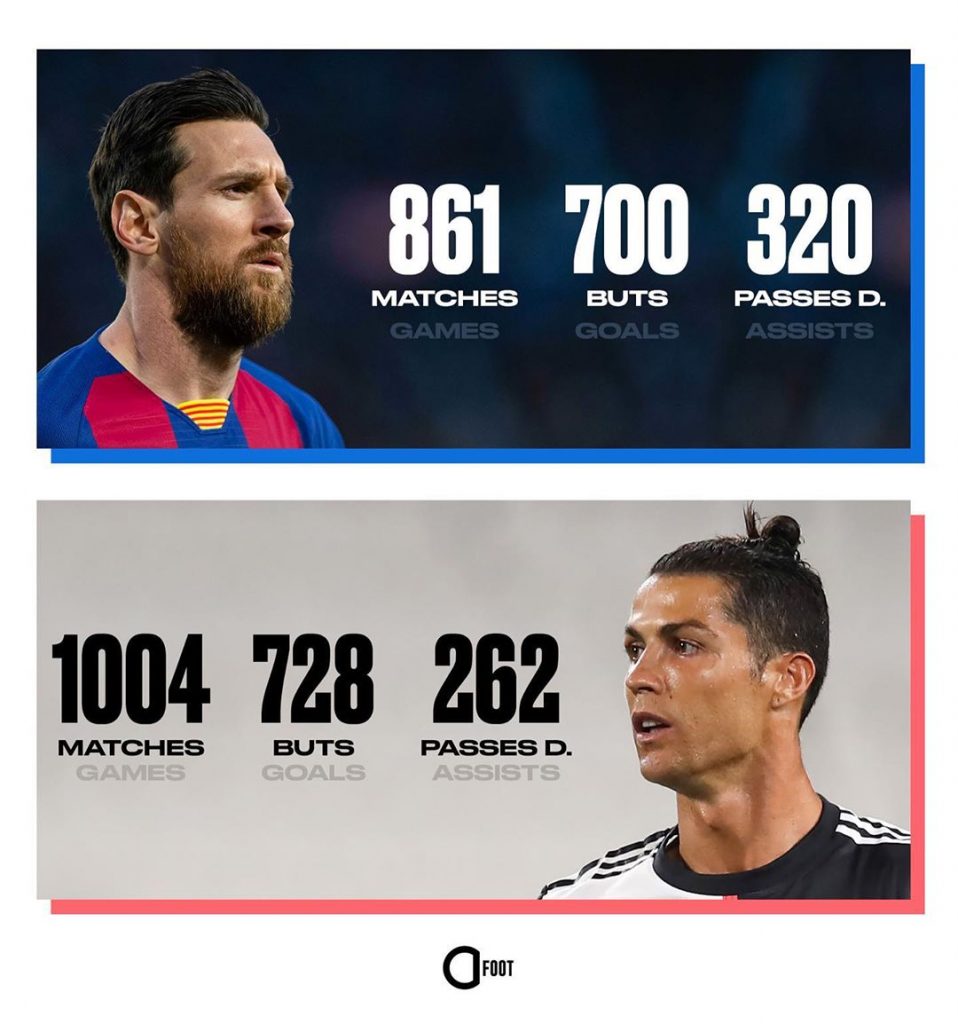 861 700 320
MATCHES BUTS PASSES D.
GAMES GOALS ASSISTS
1004 728 262
MATCHES BUTS PASSES D.
GAMES GOALS ASSISTS
FOOT